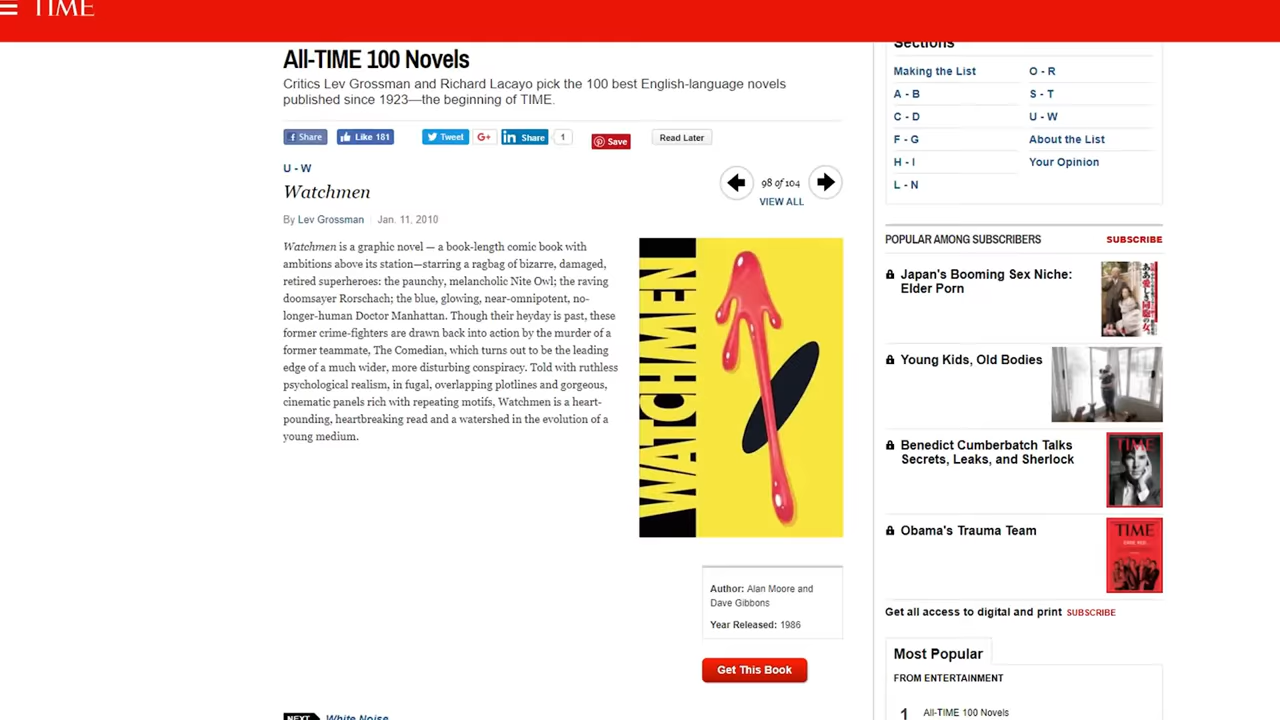 TIME
All-TIME 100 Novels
Critics Lev Grossman and Richard Lacayo pick the 100 best English-language novels
published since 1923—the beginning of TIME.
Share
Like 181
Tweet
G+
in Share
1
Save
Read Later
U - W
Watchmen
98 of 104
VIEW ALL
By Lev Grossman | Jan. 11, 2010
Watchmen is a graphic novel — a book-length comic book with
ambitions above its station—starring a ragbag of bizarre, damaged,
retired superheroes: the paunchy, melancholic Nite Owl; the raving
doomsayer Rorschach; the blue, glowing, near-omnipotent, no-
longer-human Doctor Manhattan. Though their heyday is past, these
former crime-fighters are drawn back into action by the murder of a
former teammate, The Comedian, which turns out to be the leading
edge of a much wider, more disturbing conspiracy. Told with ruthless
psychological realism, in fugal, overlapping plotlines and gorgeous,
cinematic panels rich with repeating motifs, Watchmen is a heart-
pounding, heartbreaking read and a watershed in the evolution of a
young medium.
WATCHMEN
Author: Alan Moore and
Dave Gibbons
Year Released: 1986
Get This Book
NEXT White Noise
Sections
Making the List
O - R
A - B
S - T
C - D
U - W
F - G
About the List
H - I
Your Opinion
L - N
POPULAR AMONG SUBSCRIBERS
SUBSCRIBE
Japan's Booming Sex Niche:
Elder Porn
Young Kids, Old Bodies
Benedict Cumberbatch Talks
Secrets, Leaks, and Sherlock
TIME
Obama's Trauma Team
TIME
Get all access to digital and print SUBSCRIBE
Most Popular
FROM ENTERTAINMENT
1 All-TIME 100 Novels